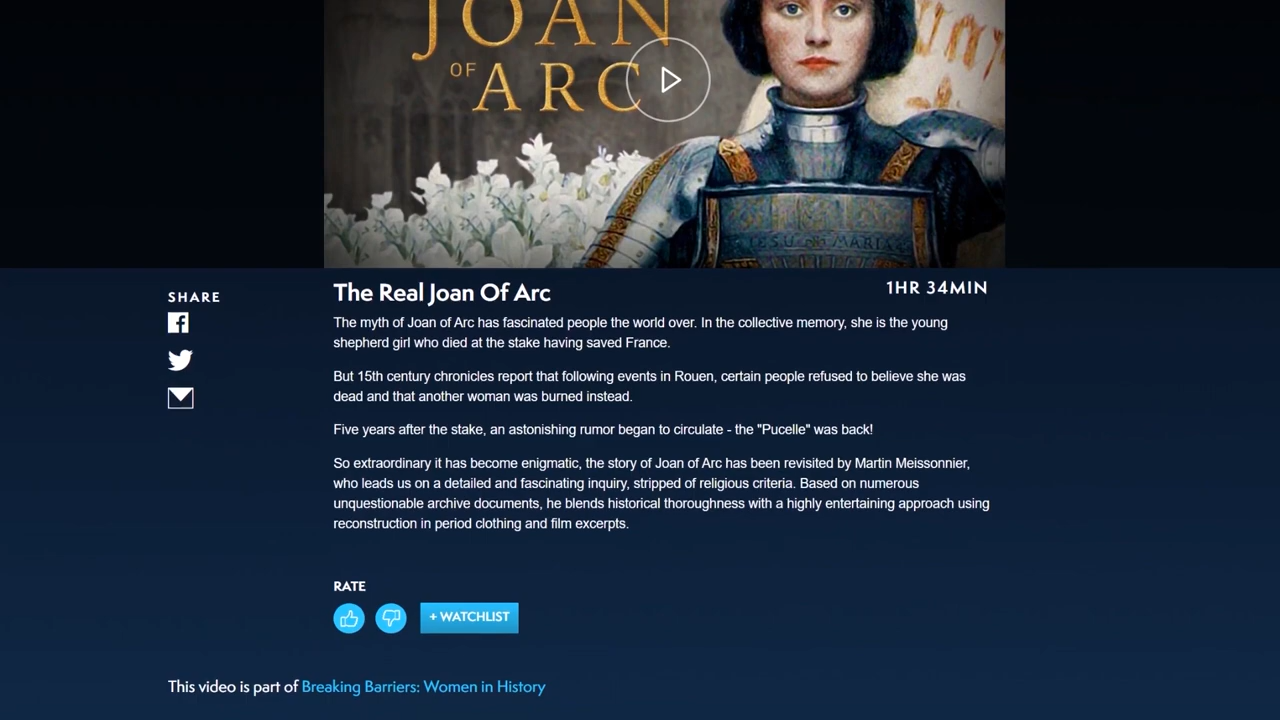 JOAN
OF ARC
JESU MARIA
SHARE
The Real Joan Of Arc
1HR 34MIN
The myth of Joan of Arc has fascinated people the world over. In the collective memory, she is the young
shepherd girl who died at the stake having saved France.
But 15th century chronicles report that following events in Rouen, certain people refused to believe she was
dead and that another woman was burned instead.
Five years after the stake, an astonishing rumor began to circulate - the "Pucelle" was back!
So extraordinary it has become enigmatic, the story of Joan of Arc has been revisited by Martin Meissonnier,
who leads us on a detailed and fascinating inquiry, stripped of religious criteria. Based on numerous
unquestionable archive documents, he blends historical thoroughness with a highly entertaining approach using
reconstruction in period clothing and film excerpts.
RATE
+ WATCHLIST
This video is part of Breaking Barriers: Women in History